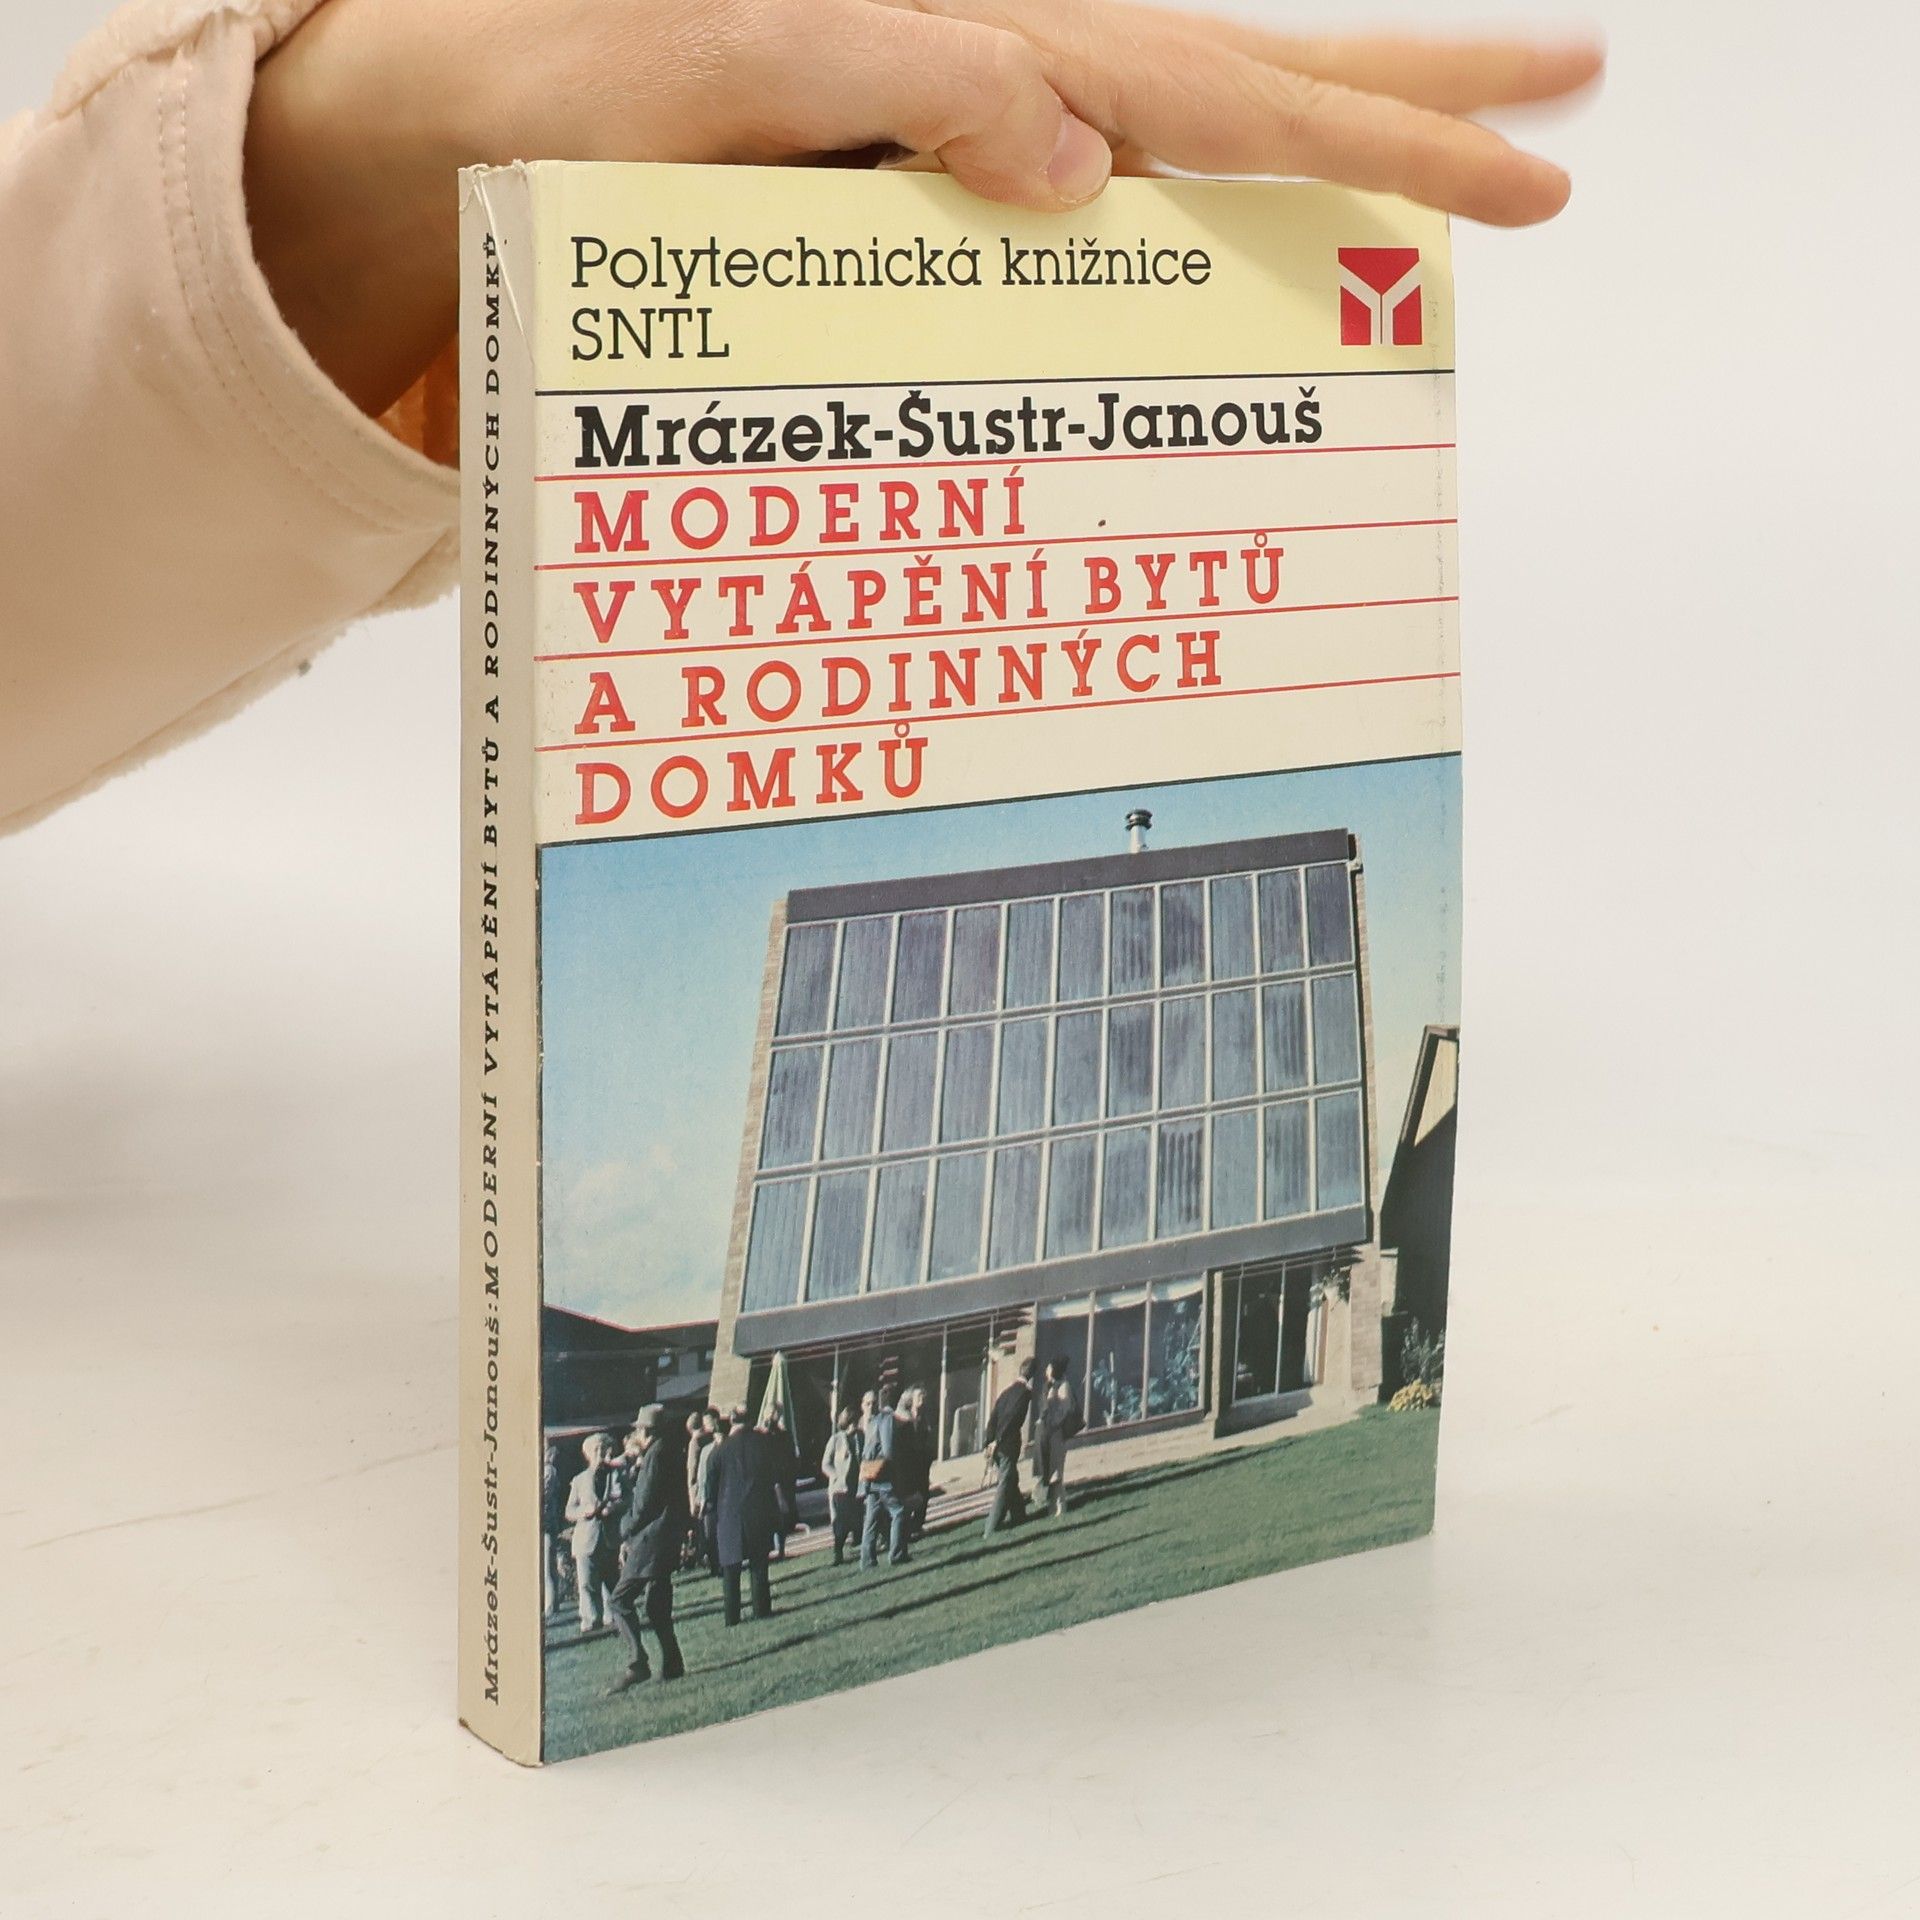 Polytechnická knižnice
SNTL
Mrázek-Šustr-Janouš
MODERNÍ
VYTÁPĚNÍ BYTŮ
A RODINNÝCH
DOMKŮ
Mrázek-Šustr-Janouš: MODERNÍ VYTÁPĚNÍ BYTŮ A RODINNÝCH DOMKŮ